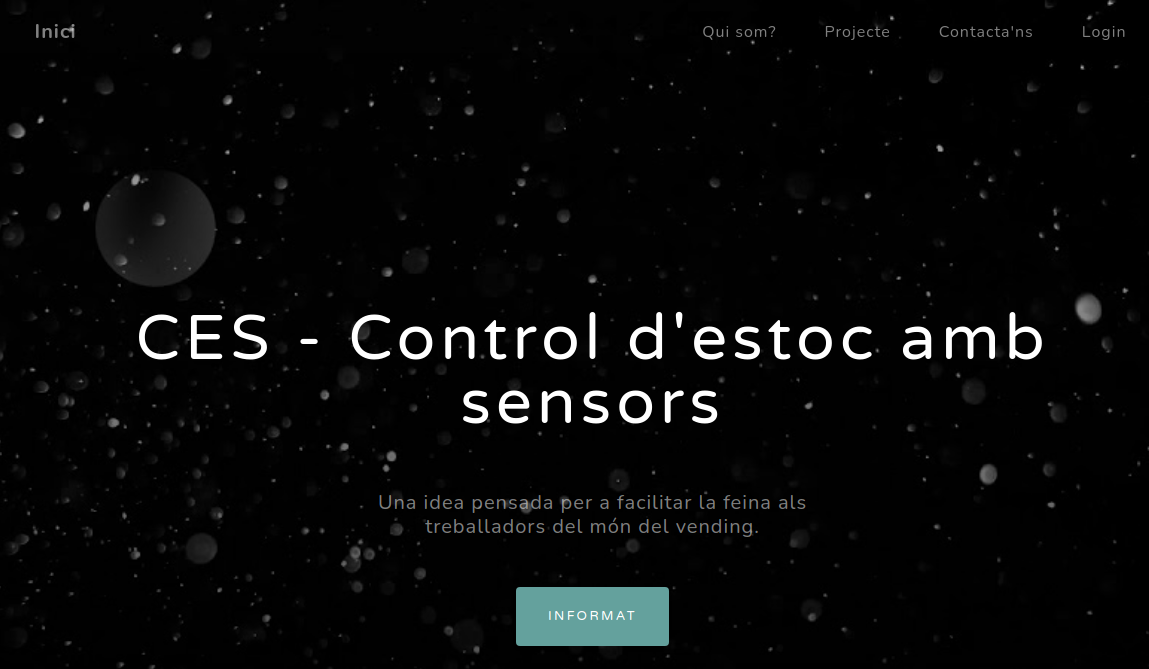 Inici
Qui som?
Projecte
Contacta'ns
Login
CES - Control d'estoc amb
sensors
Una idea pensada per a facilitar la feina als
treballadors del món del vending.
INFORMAT